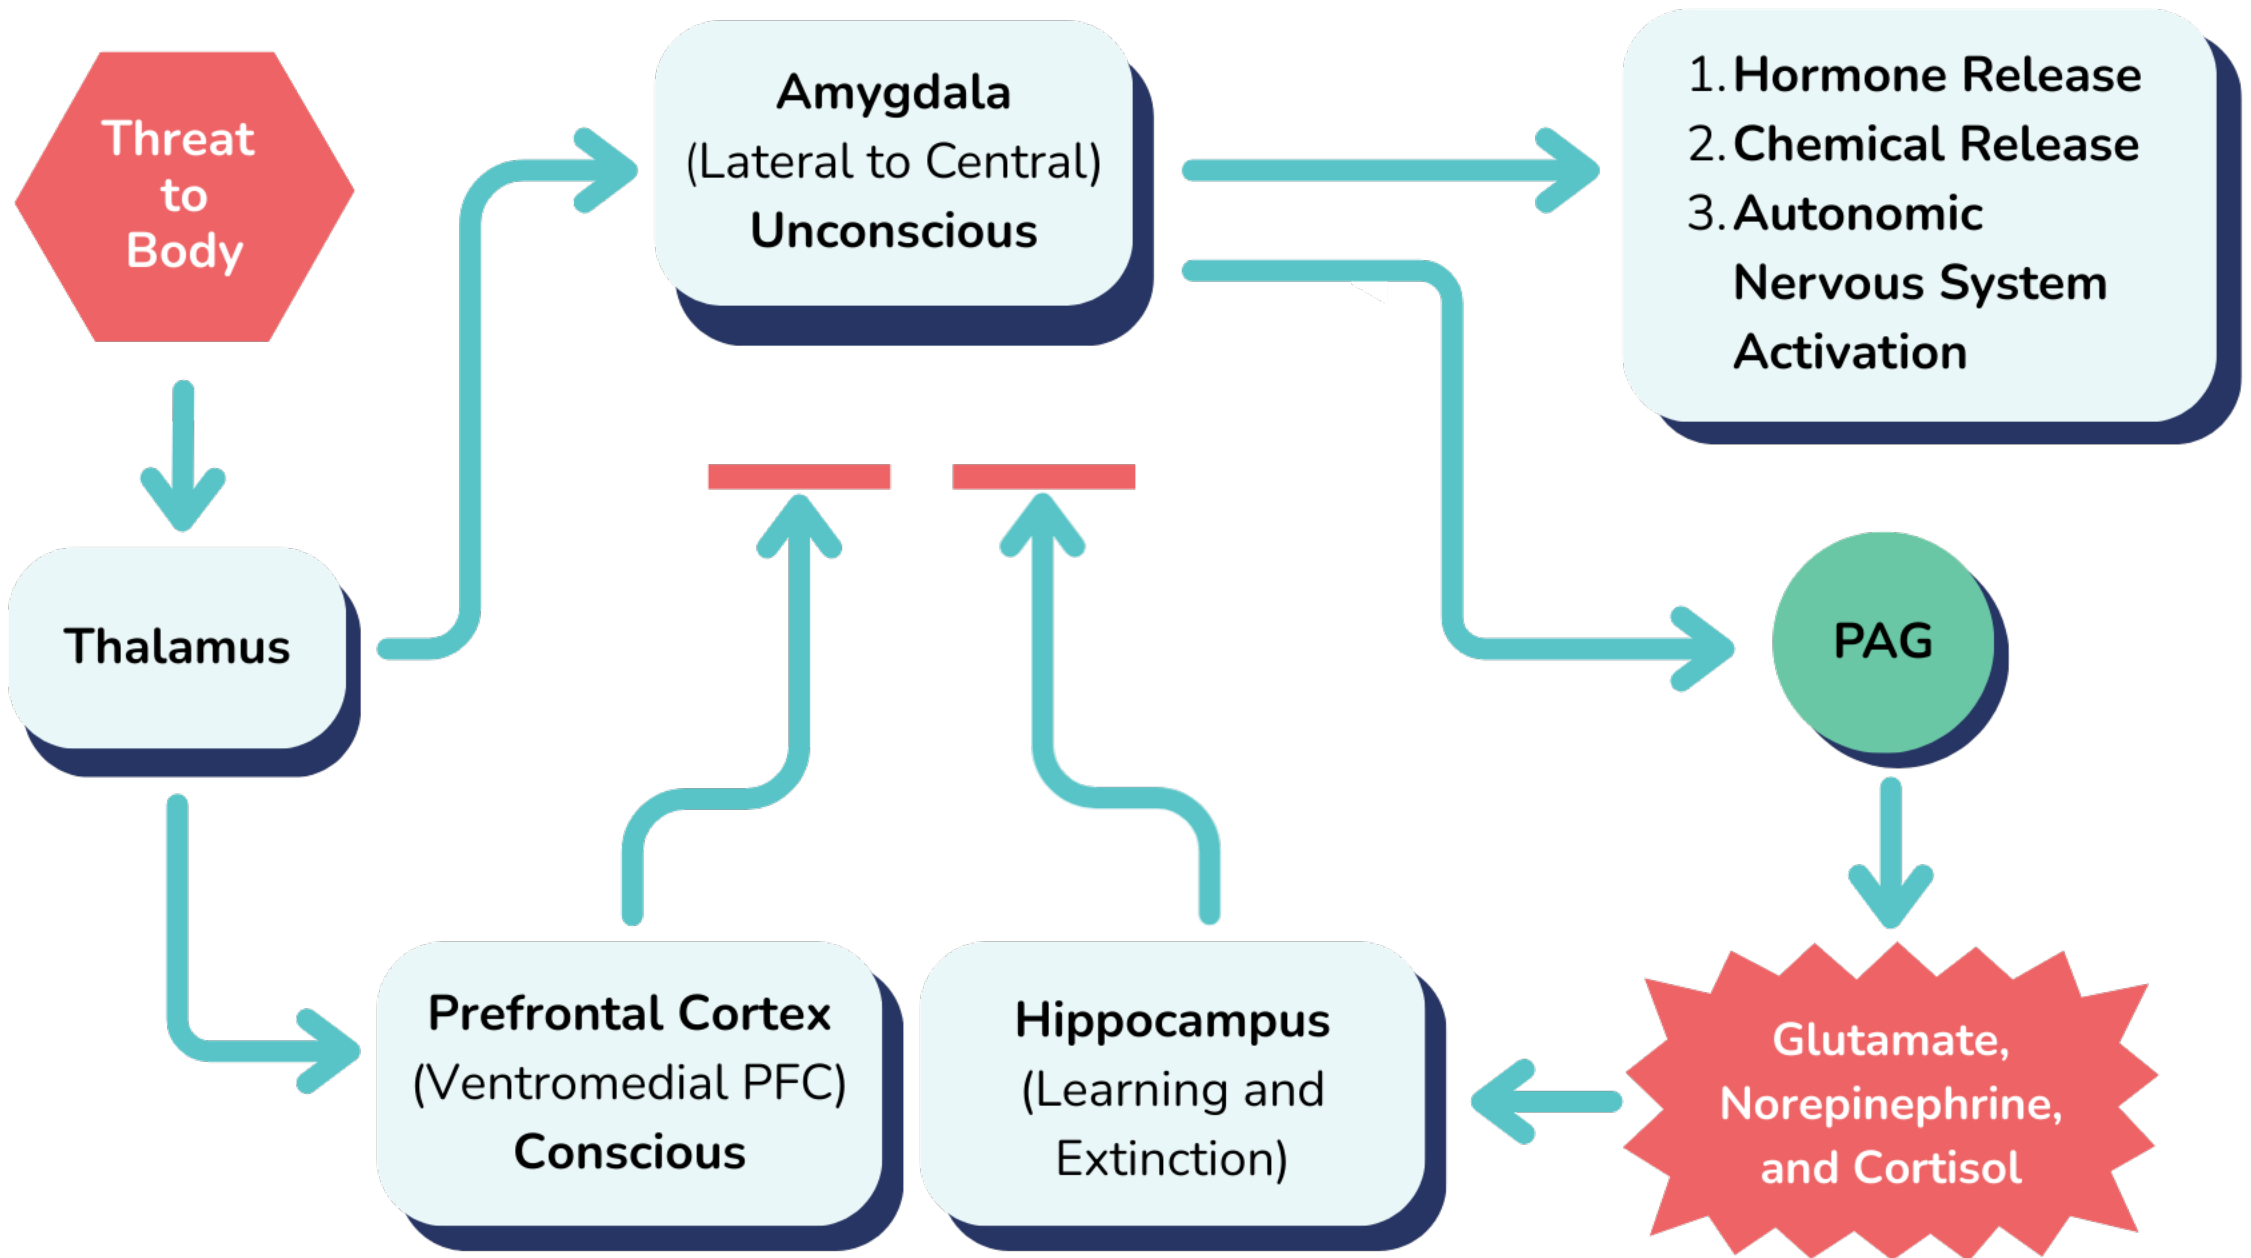 Threat
to
Body
Amygdala
(Lateral to Central)
Unconscious
1. Hormone Release
2. Chemical Release
3. Autonomic
Nervous System
Activation
Thalamus
PAG
Prefrontal Cortex
(Ventromedial PFC)
Conscious
Hippocampus
(Learning and
Extinction)
Glutamate,
Norepinephrine,
and Cortisol